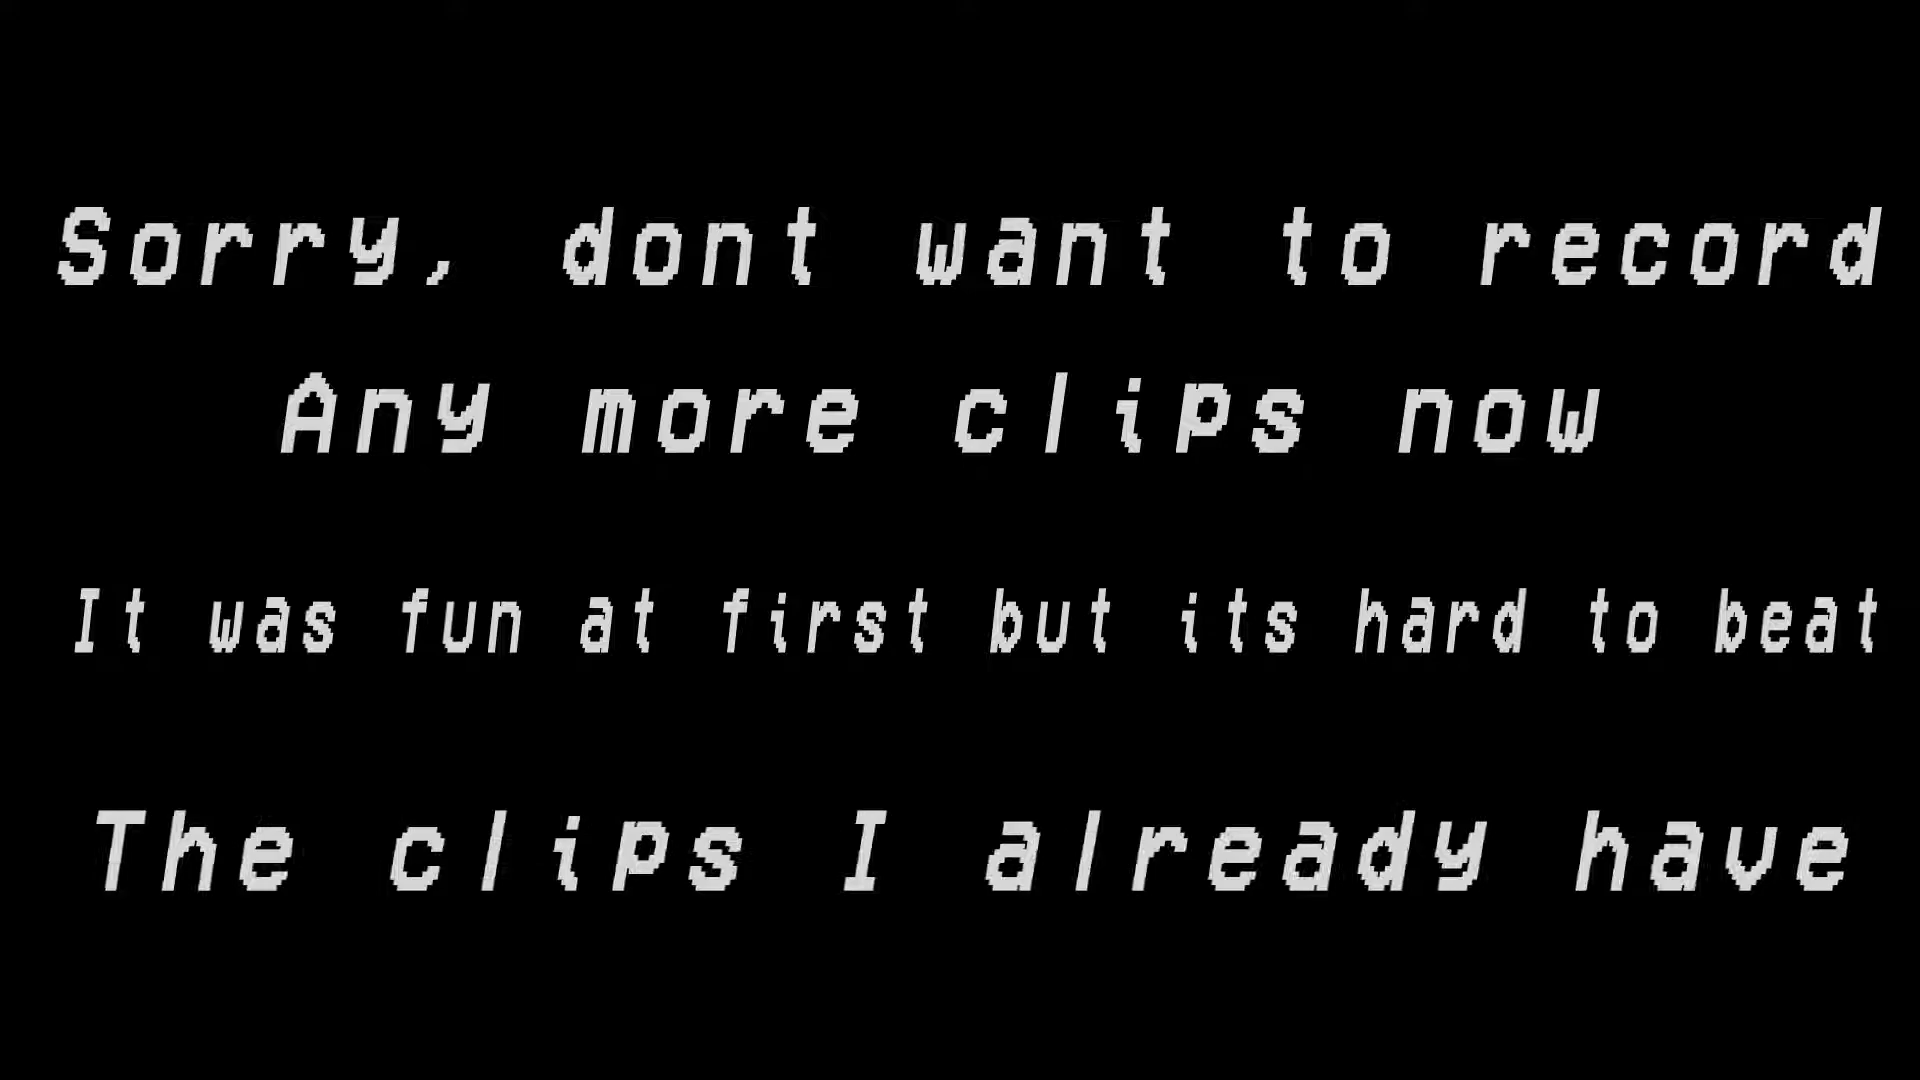 Sorry, dont want to record
Any more clips now
It was fun at first but its hard to beat
The clips I already have